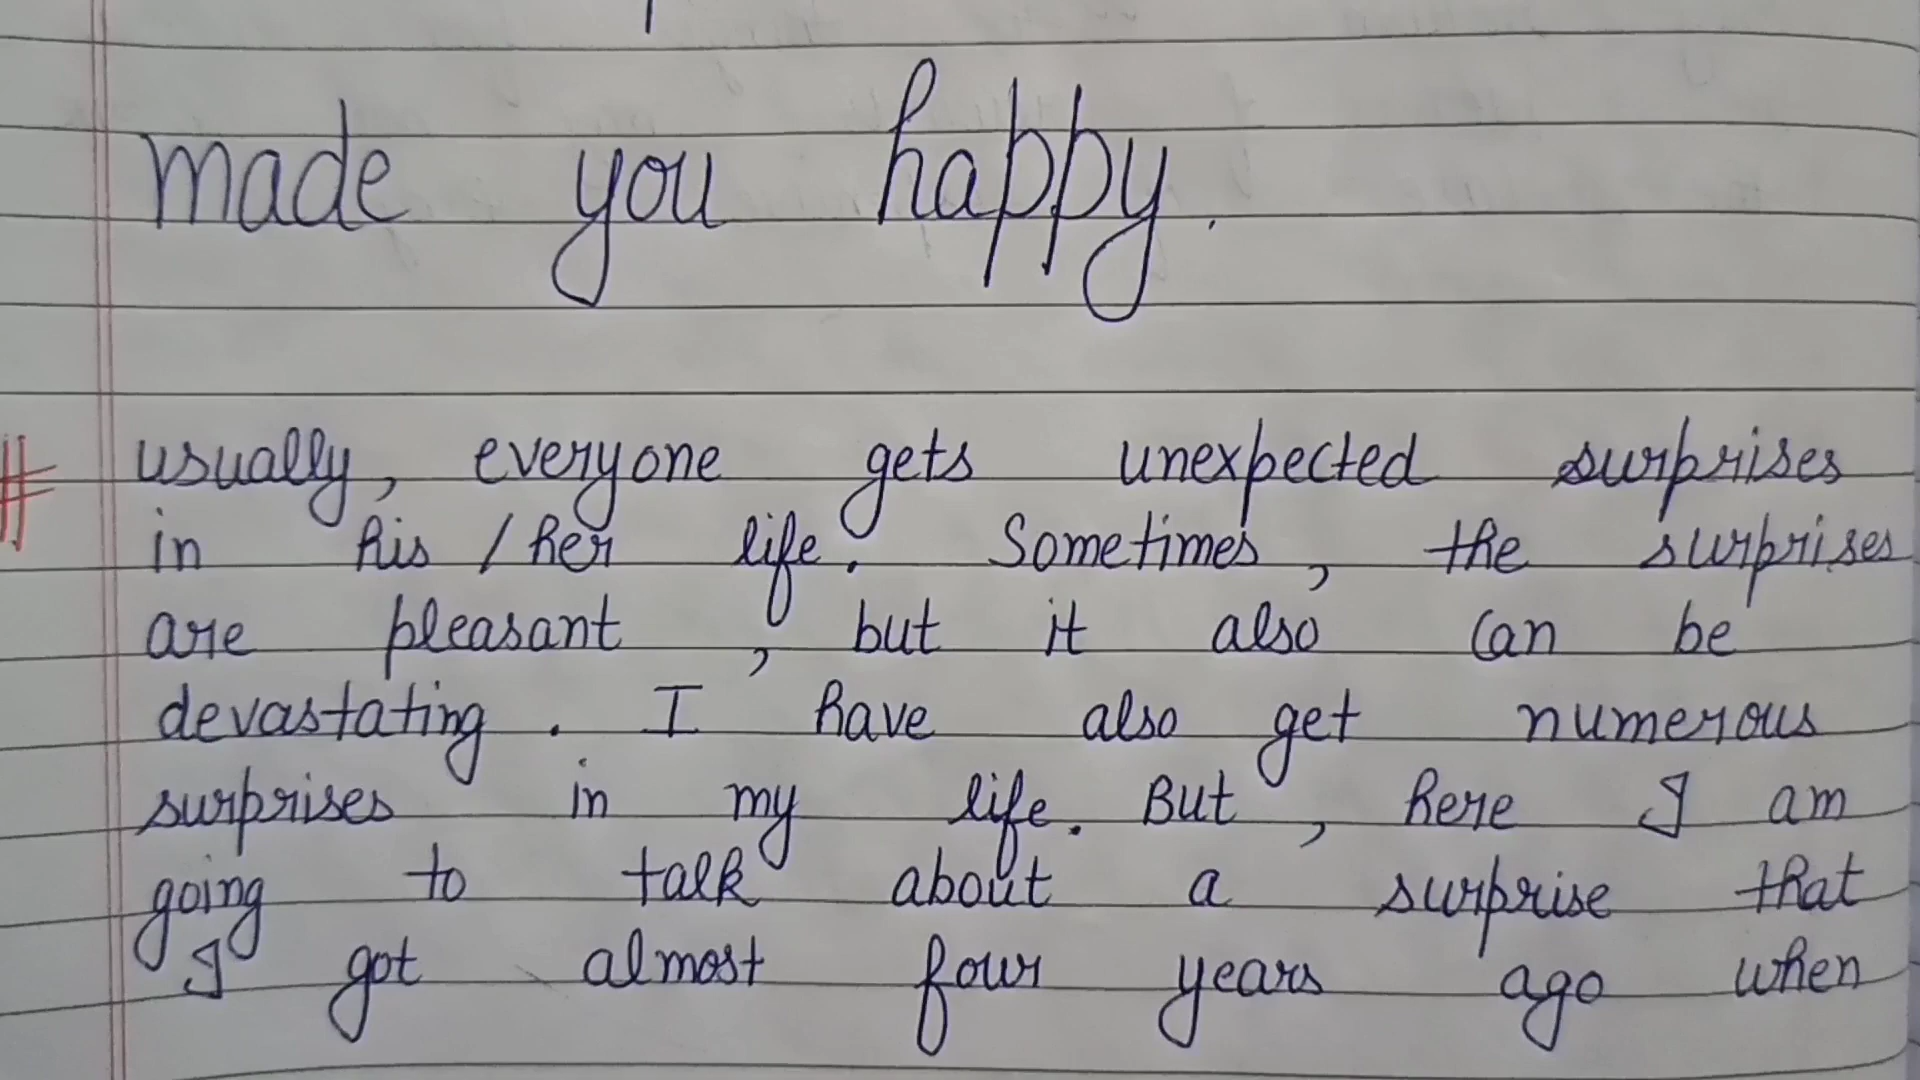 made you happy.
# usually, everyone gets unexpected surprises
in his / her life. Sometimes, the surprises
are pleasant, but it also can be
devastating. I have also get numerous
surprises in my life. But, here I am
going to talk about a surprise that
I got almost four years ago when